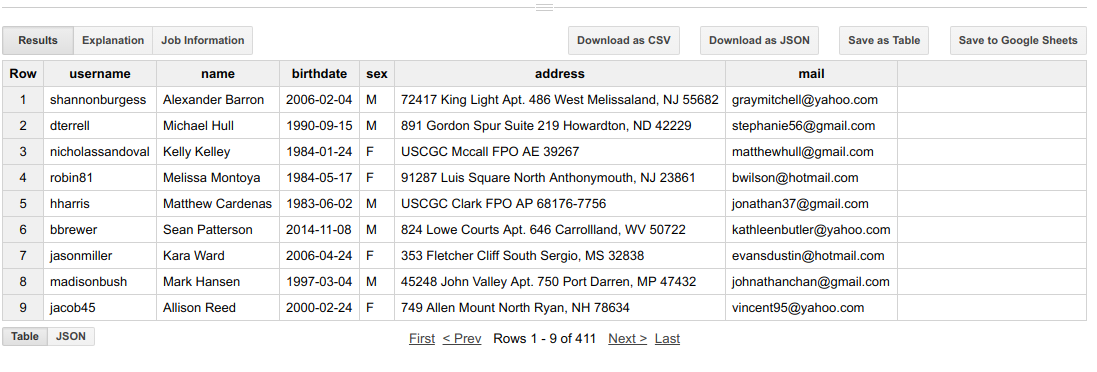 Results Explanation Job Information Download as CSV Download as JSON Save as Table Save to Google Sheets
Row username name birthdate sex address mail
1 shannonburgess Alexander Barron 2006-02-04 M 72417 King Light Apt. 486 West Melissaland, NJ 55682 graymitchell@yahoo.com
2 dterrell Michael Hull 1990-09-15 M 891 Gordon Spur Suite 219 Howardton, ND 42229 stephanie56@gmail.com
3 nicholassandoval Kelly Kelley 1984-01-24 F USCGC Mccall FPO AE 39267 matthewhull@gmail.com
4 robin81 Melissa Montoya 1984-05-17 F 91287 Luis Square North Anthonymouth, NJ 23861 bwilson@hotmail.com
5 hharris Matthew Cardenas 1983-06-02 M USCGC Clark FPO AP 68176-7756 jonathan37@gmail.com
6 bbrewer Sean Patterson 2014-11-08 M 824 Lowe Courts Apt. 646 Carrollland, WV 50722 kathleenbutler@yahoo.com
7 jasonmiller Kara Ward 2006-04-24 F 353 Fletcher Cliff South Sergio, MS 32838 evansdustin@hotmail.com
8 madisonbush Mark Hansen 1997-03-04 M 45248 John Valley Apt. 750 Port Darren, MP 47432 johnathanchan@gmail.com
9 jacob45 Allison Reed 2000-02-24 F 749 Allen Mount North Ryan, NH 78634 vincent95@yahoo.com
Table JSON First < Prev Rows 1 - 9 of 411 Next > Last